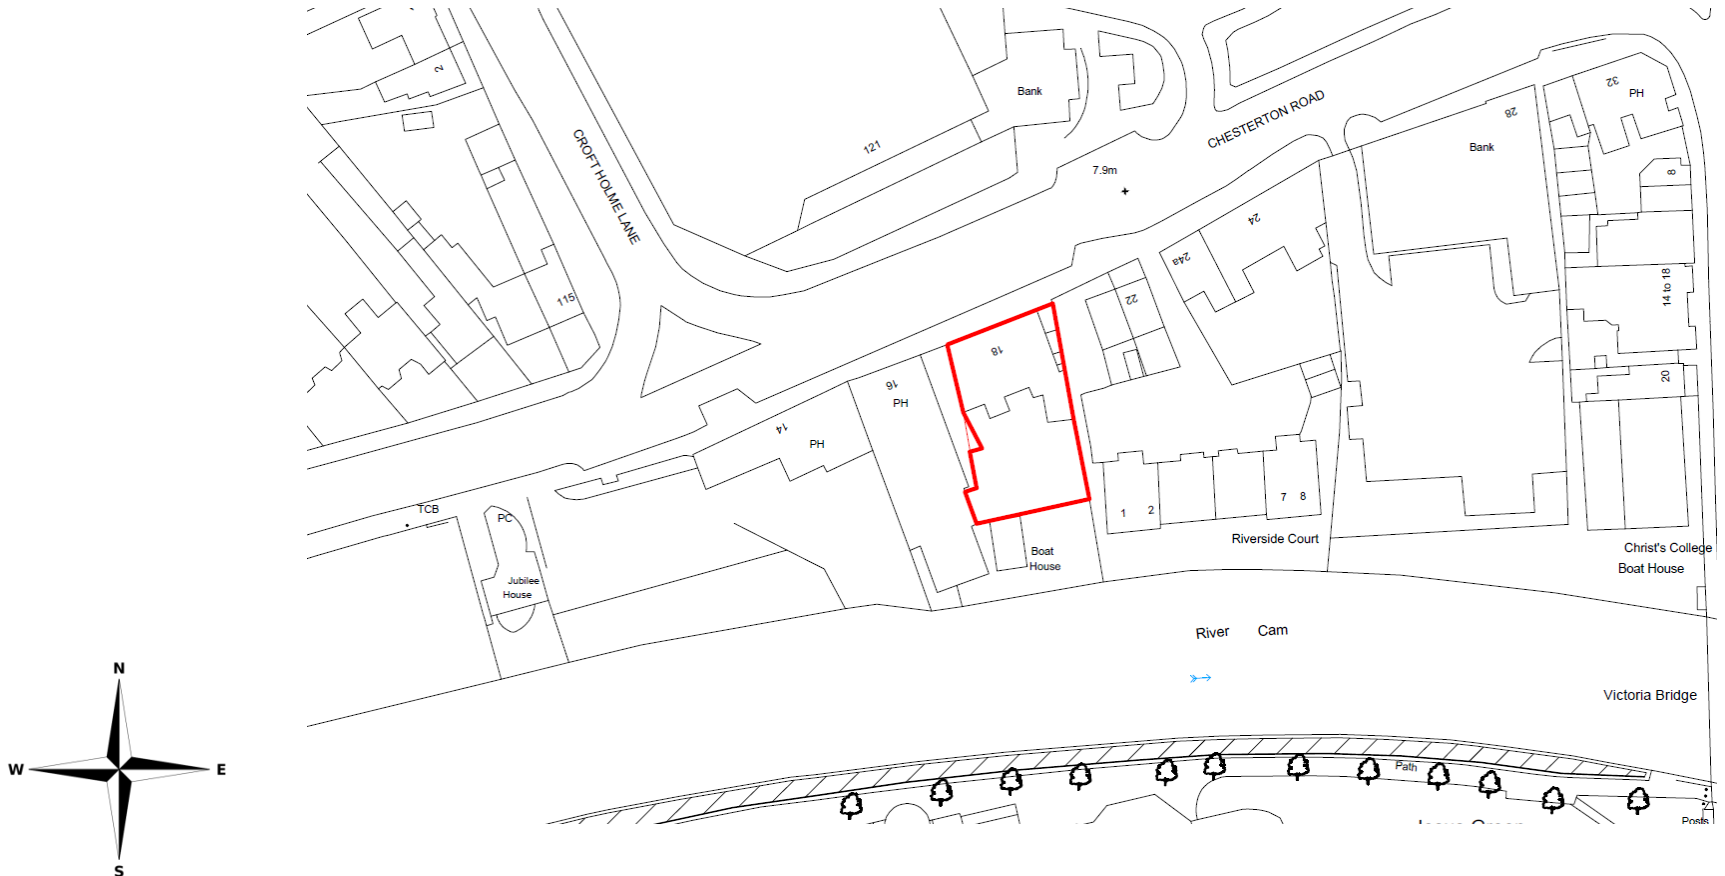 2
Bank
32
PH
28
CHESTERTON ROAD
121
Bank
CROFT HOLME LANE
7.9m
8
24
24a
14 to 18
115
22
18
16
PH
20
14
PH
7 8
1 2
TCB
PC
Riverside Court
Christ's College
Boat House
Boat
House
Jubilee
House
River Cam
N
Victoria Bridge
W
E
Path
Posts
S